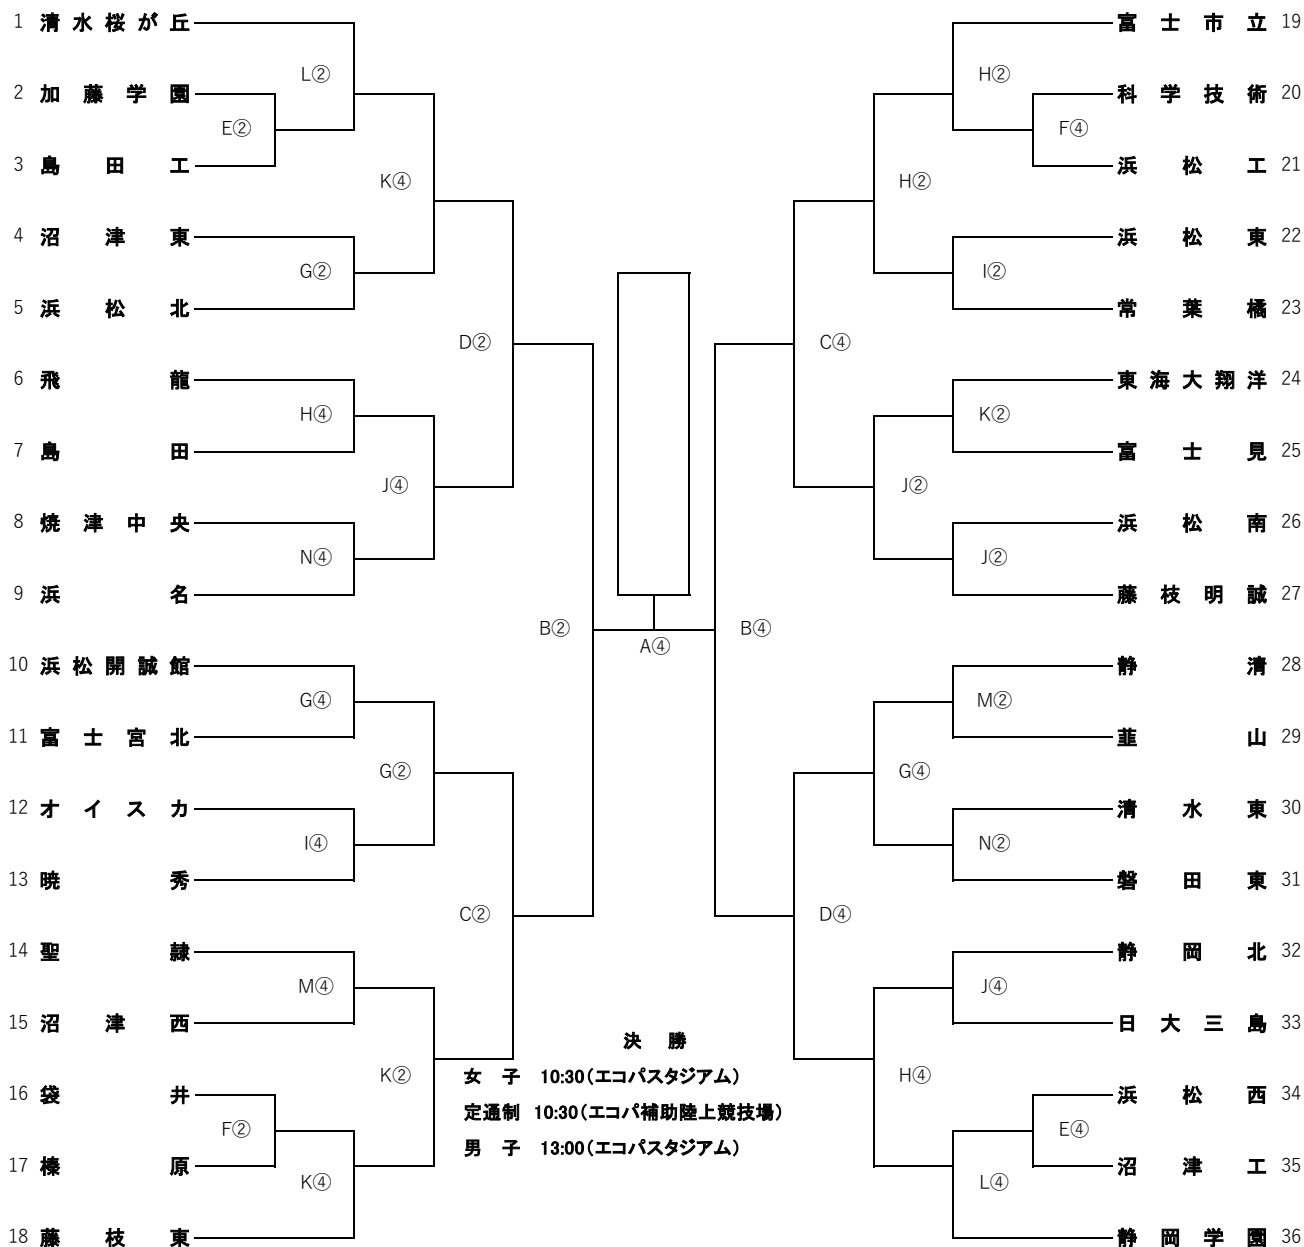 1 清水桜が丘
L②
2 加藤学園
E②
3 島田工
K④
4 沼津東
G②
5 浜松北
D②
6 飛龍
H④
7 島田
J④
8 焼津中央
N④
9 浜名
B②
10 浜松開誠館
G④
11 富士宮北
G②
12 オイスカ
I④
13 暁秀
C②
14 聖隷
M④
15 沼津西
K②
16 袋井
F②
17 榛原
K④
18 藤枝東
A④
決勝
女子 10:30(エコパスタジアム)
定通制 10:30(エコパ補助陸上競技場)
男子 13:00(エコパスタジアム)
富士市立 19
H②
科学技術 20
F④
浜松工 21
H②
浜松東 22
I②
常葉橘 23
C④
東海大翔洋 24
K②
富士見 25
J②
浜松南 26
J②
藤枝明誠 27
B④
静清 28
M②
韮山 29
G④
清水東 30
N②
磐田東 31
D④
静岡北 32
J④
日大三島 33
H④
浜松西 34
E④
沼津工 35
L④
静岡学園 36